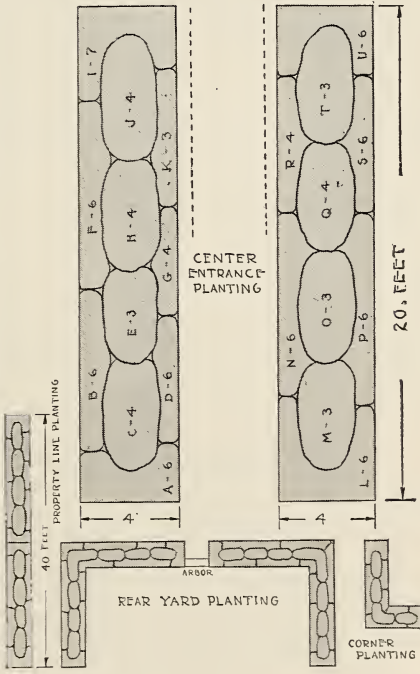 I-7
J-4
K-3
F-6
H-4
G-4
E-3
B-6
C-4
D-6
A-6
CENTER
ENTRANCE
PLANTING
U-6
T-3
R-4
S-6
Q-4
O-3
N-6
P-6
M-3
L-6
20. FEET
4'
4
PROPERTY LINE PLANTING
40 FEET
ARBOR
REAR YARD PLANTING
CORNER
PLANTING